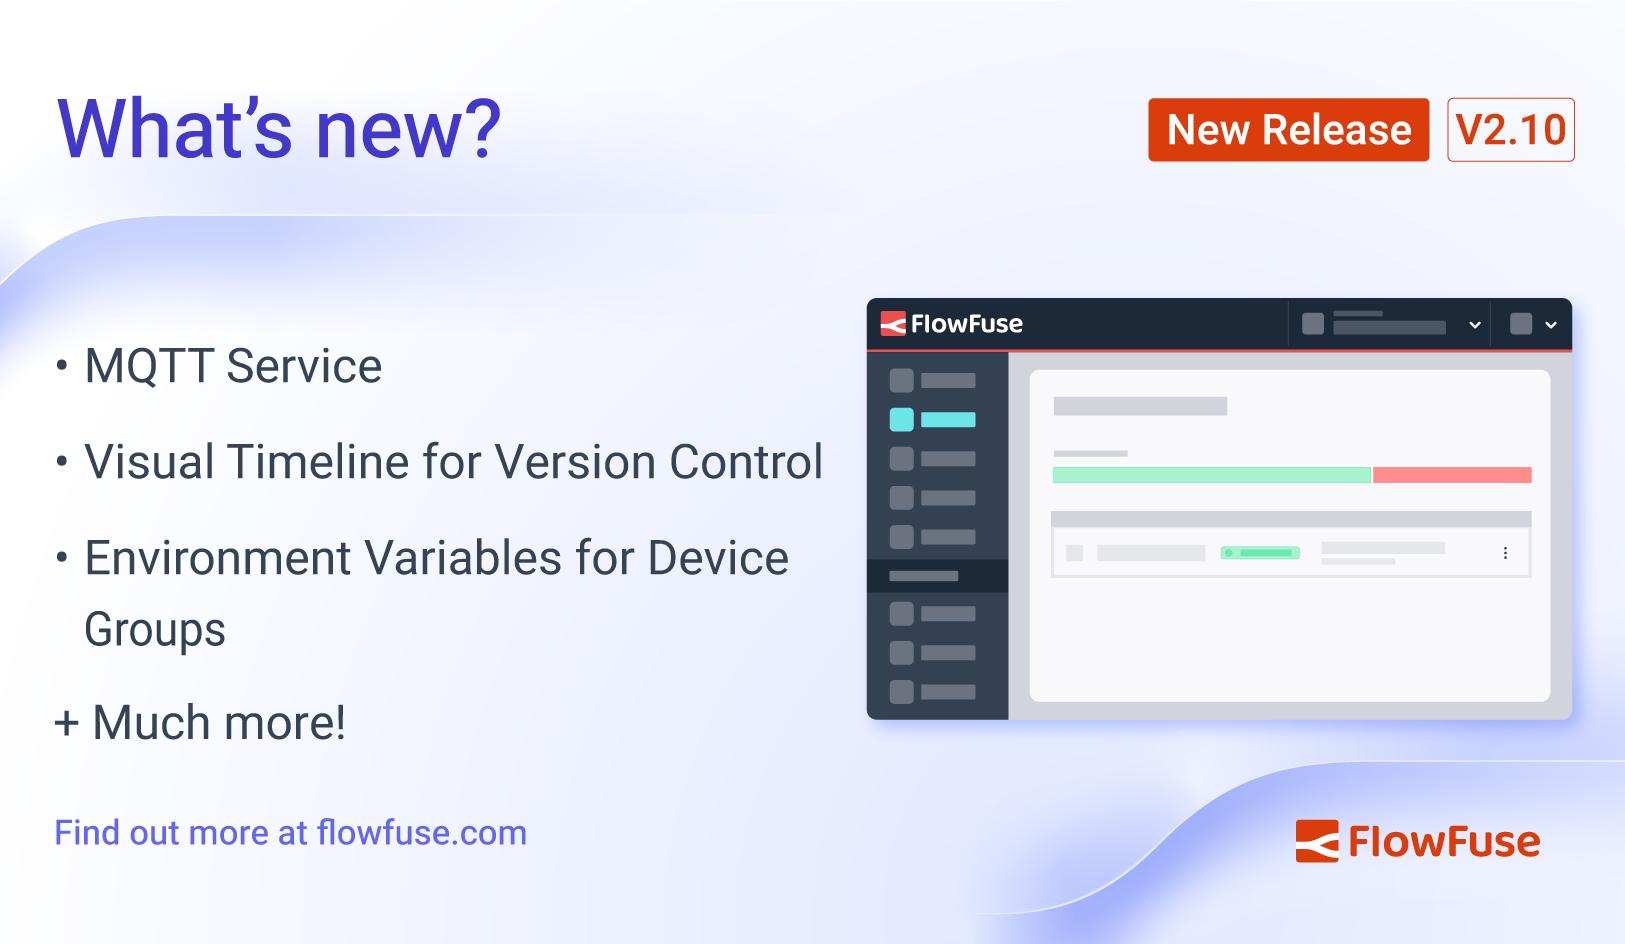 What's new?
New Release
V2.10
• MQTT Service
• Visual Timeline for Version Control
• Environment Variables for Device
Groups
+ Much more!
Find out more at flowfuse.com
FlowFuse
FlowFuse